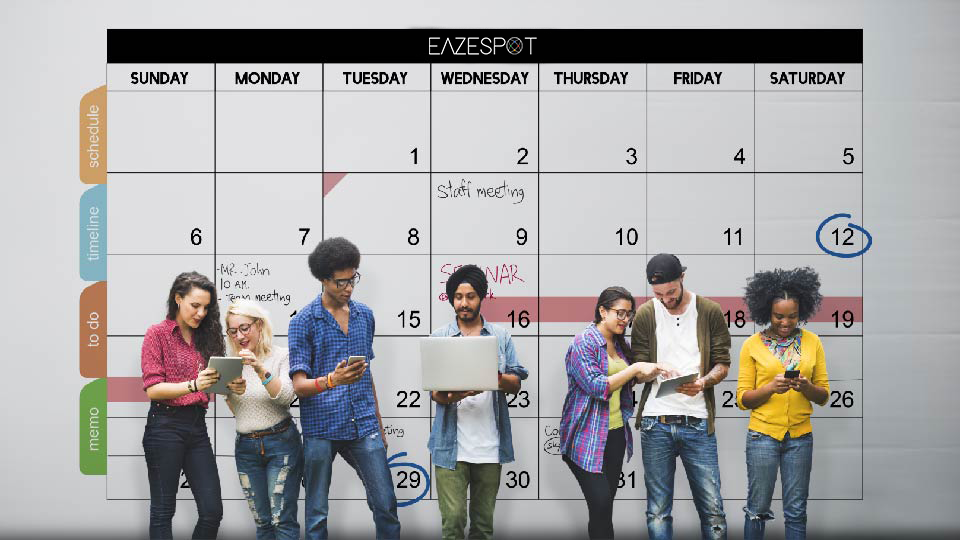 EAZESPOT
SUNDAY MONDAY TUESDAY WEDNESDAY THURSDAY FRIDAY SATURDAY
schedule
1 2 3 4 5
timeline
Staff meeting
6 7 8 9 10 11 12
-MR. John
10 AM.
- Team meeting
to do
15 16 18 19
memo
22 23 26
29 30 31